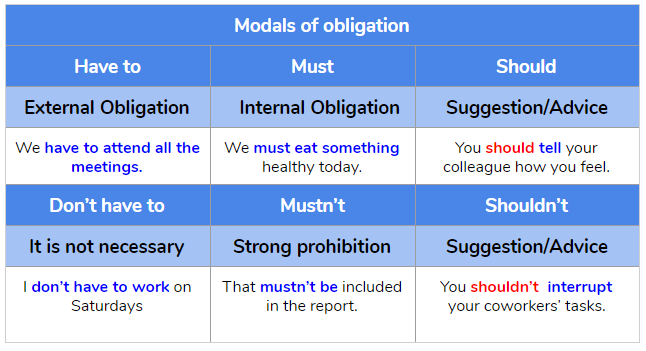 Modals of obligation
Have to
Must
Should
External Obligation
Internal Obligation
Suggestion/Advice
We have to attend all the
meetings.
We must eat something
healthy today.
You should tell your
colleague how you feel.
Don't have to
Mustn't
Shouldn't
It is not necessary
Strong prohibition
Suggestion/Advice
I don't have to work on
Saturdays
That mustn't be included
in the report.
You shouldn't interrupt
your coworkers' tasks.